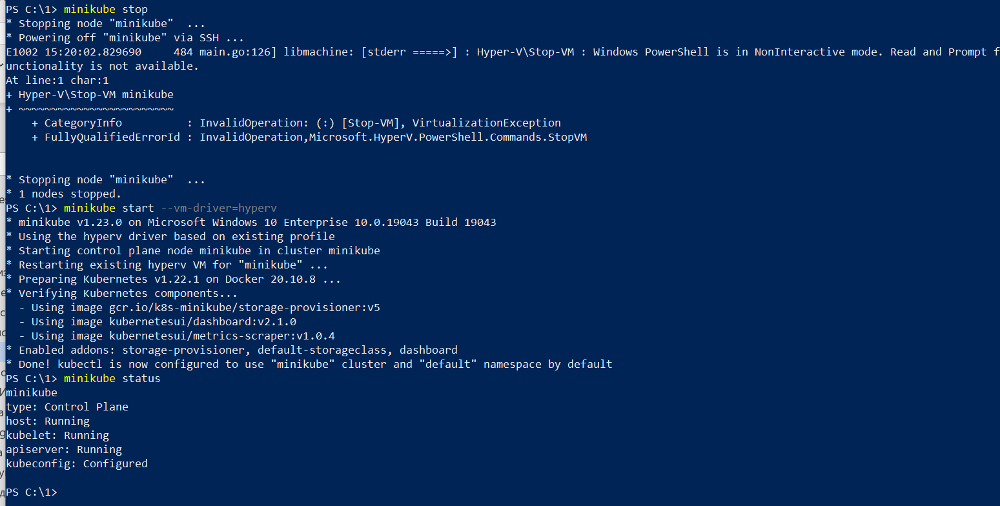 PS C:\1> minikube stop
* Stopping node "minikube"  ...
* Powering off "minikube" via SSH ...
E1002 15:20:02.829690     484 main.go:126] libmachine: [stderr =====>] : Hyper-V\Stop-VM : Windows PowerShell is in NonInteractive mode. Read and Prompt f
unctionality is not available.
At line:1 char:1
+ Hyper-V\Stop-VM minikube
+ ~~~~~~~~~~~~~~~~~~~~~~~~
    + CategoryInfo          : InvalidOperation: (:) [Stop-VM], VirtualizationException
    + FullyQualifiedErrorId : InvalidOperation,Microsoft.HyperV.PowerShell.Commands.StopVM
* Stopping node "minikube"  ...
* 1 nodes stopped.
PS C:\1> minikube start --vm-driver=hyperv
* minikube v1.23.0 on Microsoft Windows 10 Enterprise 10.0.19043 Build 19043
* Using the hyperv driver based on existing profile
* Starting control plane node minikube in cluster minikube
* Restarting existing hyperv VM for "minikube" ...
* Preparing Kubernetes v1.22.1 on Docker 20.10.8 ...
* Verifying Kubernetes components...
  - Using image gcr.io/k8s-minikube/storage-provisioner:v5
  - Using image kubernetesui/dashboard:v2.1.0
  - Using image kubernetesui/metrics-scraper:v1.0.4
* Enabled addons: storage-provisioner, default-storageclass, dashboard
* Done! kubectl is now configured to use "minikube" cluster and "default" namespace by default
PS C:\1> minikube status
minikube
type: Control Plane
host: Running
kubelet: Running
apiserver: Running
kubeconfig: Configured
PS C:\1>